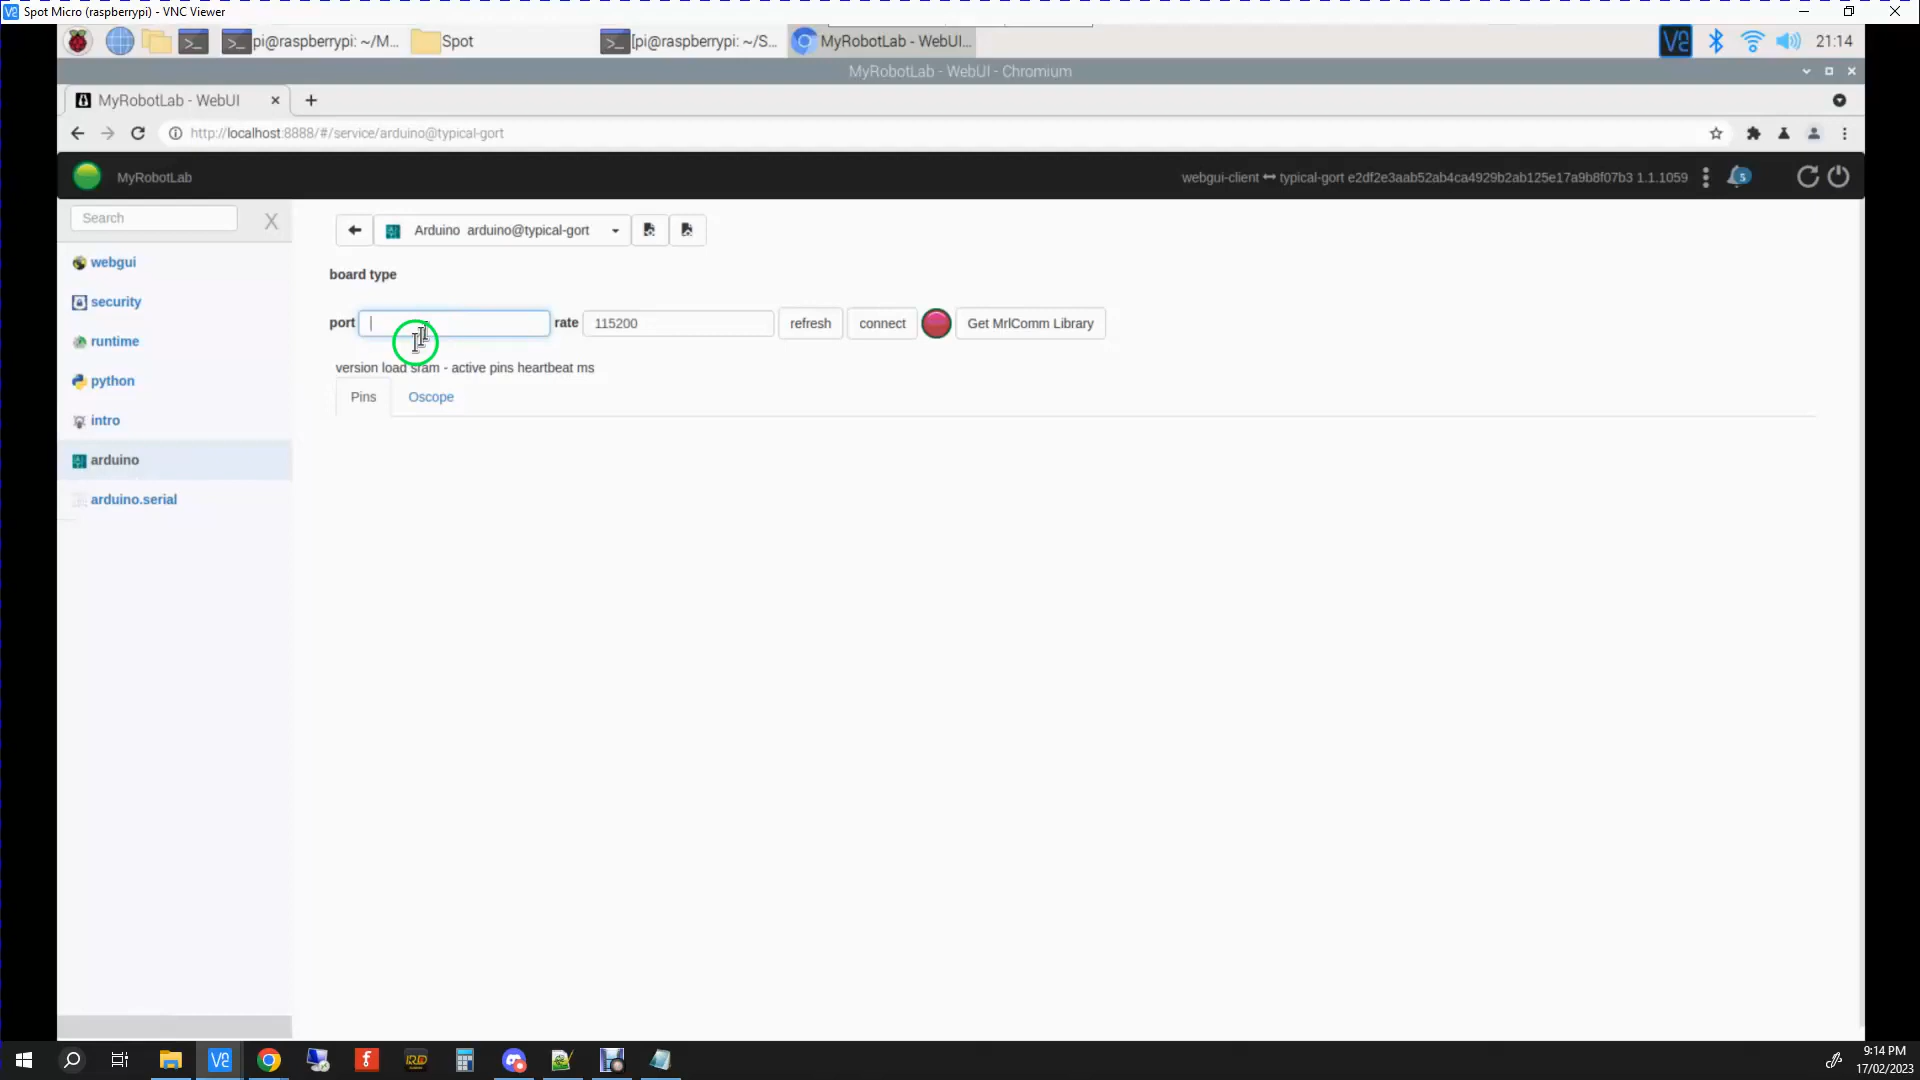 Spot Micro (raspberrypi) - VNC Viewer
pi@raspberrypi: ~/M... Spot [pi@raspberrypi: ~/S... MyRobotLab - WebUI... 21:14
MyRobotLab - WebUI - Chromium
MyRobotLab - WebUI
http://localhost:8888/#/service/arduino@typical-gort
MyRobotLab webgui-client ↔ typical-gort e2df2e3aab52ab4ca4929b2ab125e17a9b8f07b3 1.1.1059 5
Search X
Arduino arduino@typical-gort
webgui
board type
security
port rate 115200 refresh connect Get MrlComm Library
runtime
version load sram - active pins heartbeat ms
python
Pins Oscope
intro
arduino
arduino.serial
9:14 PM
17/02/2023